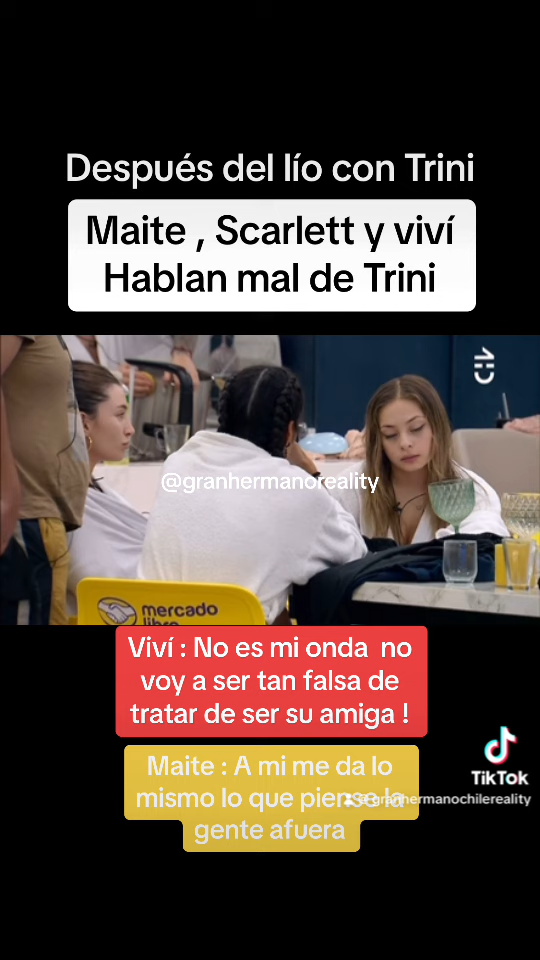 Después del lío con Trini
Maite , Scarlett y viví
Hablan mal de Trini
CHV
@granhermanoreality
mercado
libre
Viví : No es mi onda no
voy a ser tan falsa de
tratar de ser su amiga !
Maite : A mi me da lo
mismo lo que piense la
gente afuera
TikTok
@granhermanochilereality